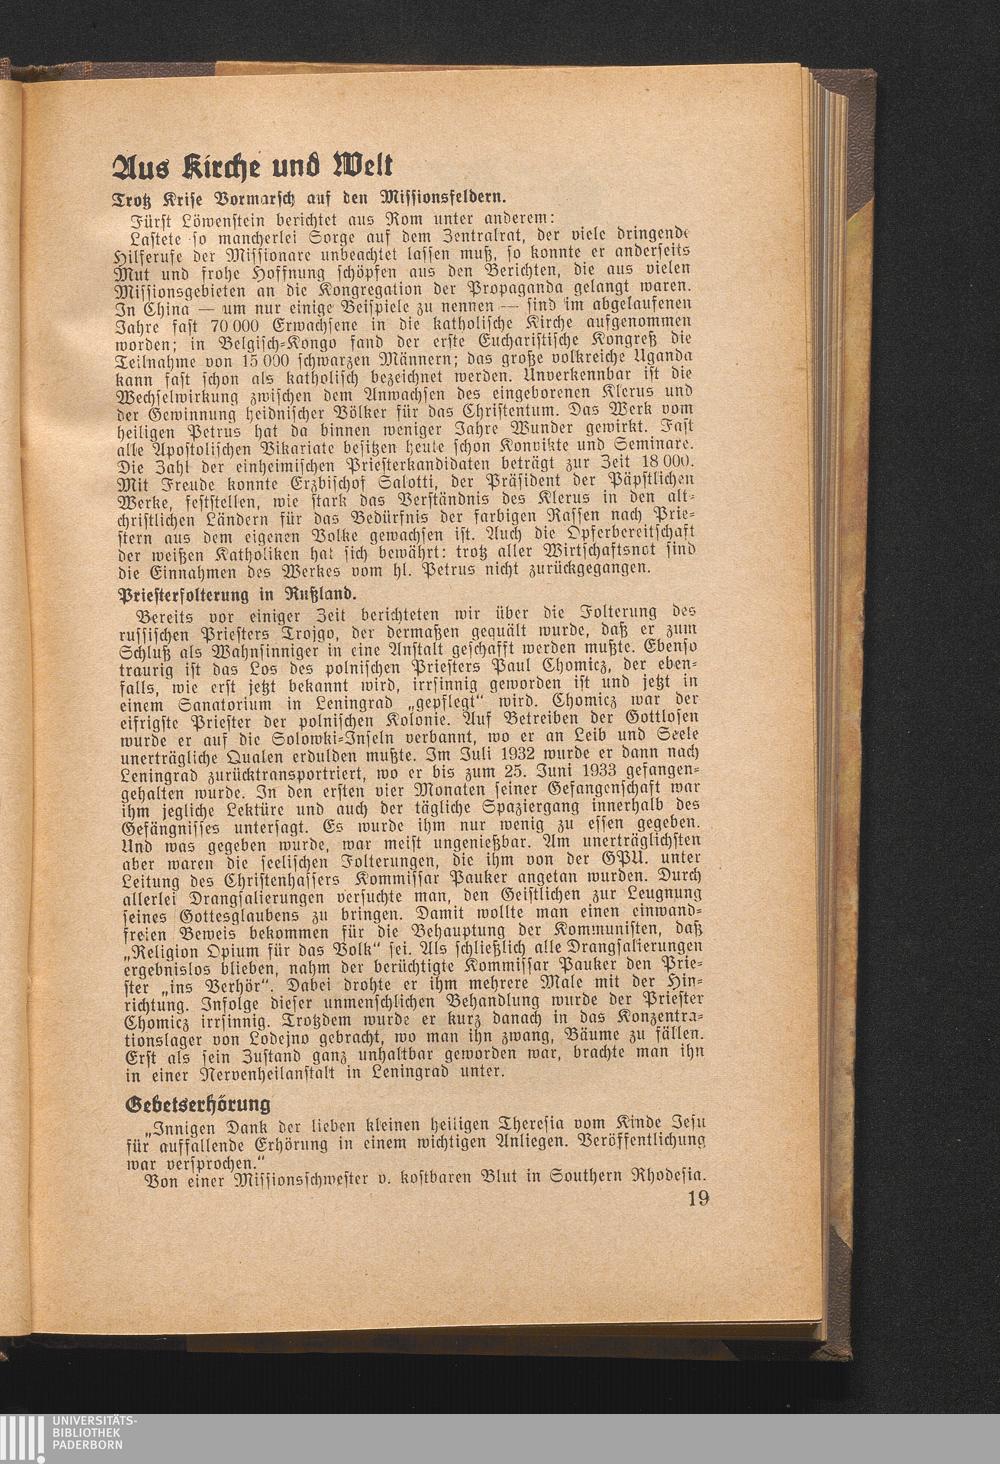 Aus Kirche und Welt
Trotz Krise Vormarsch auf den Missionsfeldern.
Fürst Löwenstein berichtet aus Rom unter anderem:
Lastete so mancherlei Sorge auf dem Zentralrat, der viele dringende
Hilferufe der Missionare unbeachtet lassen muß, so konnte er anderseits
Mut und frohe Hoffnung schöpfen aus den Berichten, die aus vielen
Missionsgebieten an die Kongregation der Propaganda gelangt waren.
In China — um nur einige Beispiele zu nennen — sind im abgelaufenen
Jahre fast 70 000 Erwachsene in die katholische Kirche aufgenommen
worden; in Belgisch-Kongo fand der erste Eucharistische Kongreß die
Teilnahme von 15 000 schwarzen Männern; das große volkreiche Uganda
kann fast schon als katholisch bezeichnet werden. Unverkennbar ist die
Wechselwirkung zwischen dem Anwachsen des eingeborenen Klerus und
der Gewinnung heidnischer Völker für das Christentum. Das Werk vom
heiligen Petrus hat da binnen weniger Jahre Wunder gewirkt. Fast
alle Apostolischen Vikariate besitzen heute schon Konvikte und Seminare.
Die Zahl der einheimischen Priesterkandidaten beträgt zur Zeit 18 000.
Mit Freude konnte Erzbischof Salotti, der Präsident der Päpstlichen
Werke, feststellen, wie stark das Verständnis des Klerus in den alt-
christlichen Ländern für das Bedürfnis der farbigen Rassen nach Prie-
stern aus dem eigenen Volke gewachsen ist. Auch die Opferbereitschaft
der weißen Katholiken hat sich bewährt: trotz aller Wirtschaftsnot sind
die Einnahmen des Werkes vom hl. Petrus nicht zurückgegangen.
Priesterfolterung in Rußland.
Bereits vor einiger Zeit berichteten wir über die Folterung des
russischen Priesters Trojgo, der dermaßen gequält wurde, daß er zum
Schluß als Wahnsinniger in eine Anstalt geschafft werden mußte. Ebenso
traurig ist das Los des polnischen Priesters Paul Chomicz, der eben-
falls, wie erst jetzt bekannt wird, irrsinnig geworden ist und jetzt in
einem Sanatorium in Leningrad „gepflegt“ wird. Chomicz war der
eifrigste Priester der polnischen Kolonie. Auf Betreiben der Gottlosen
wurde er auf die Solowki-Inseln verbannt, wo er an Leib und Seele
unerträgliche Qualen erdulden mußte. Im Juli 1932 wurde er dann nach
Leningrad zurücktransportriert, wo er bis zum 25. Juni 1933 gefangen-
gehalten wurde. In den ersten vier Monaten seiner Gefangenschaft war
ihm jegliche Lektüre und auch der tägliche Spaziergang innerhalb des
Gefängnisses untersagt. Es wurde ihm nur wenig zu essen gegeben.
Und was gegeben wurde, war meist ungenießbar. Am unerträglichsten
aber waren die seelischen Folterungen, die ihm von der GPU. unter
Leitung des Christenhassers Kommissar Pauker angetan wurden. Durch
allerlei Drangsalierungen versuchte man, den Geistlichen zur Leugnung
seines Gottesglaubens zu bringen. Damit wollte man einen einwand-
freien Beweis bekommen für die Behauptung der Kommunisten, daß
„Religion Opium für das Volk“ sei. Als schließlich alle Drangsalierungen
ergebnislos blieben, nahm der berüchtigte Kommissar Pauker den Prie-
ster „ins Verhör“. Dabei drohte er ihm mehrere Male mit der Hin-
richtung. Infolge dieser unmenschlichen Behandlung wurde der Priester
Chomicz irrsinnig. Trotzdem wurde er kurz danach in das Konzentra-
tionslager von Lodejno gebracht, wo man ihn zwang, Bäume zu fällen.
Erst als sein Zustand ganz unhaltbar geworden war, brachte man ihn
in einer Nervenheilanstalt in Leningrad unter.
Gebetserhörung
„Innigen Dank der lieben kleinen heiligen Theresia vom Kinde Jesu
für auffallende Erhörung in einem wichtigen Anliegen. Veröffentlichung
war versprochen.“
Von einer Missionsschwester v. kostbaren Blut in Southern Rhodesia.
19
UNIVERSITÄTS-
BIBLIOTHEK
PADERBORN